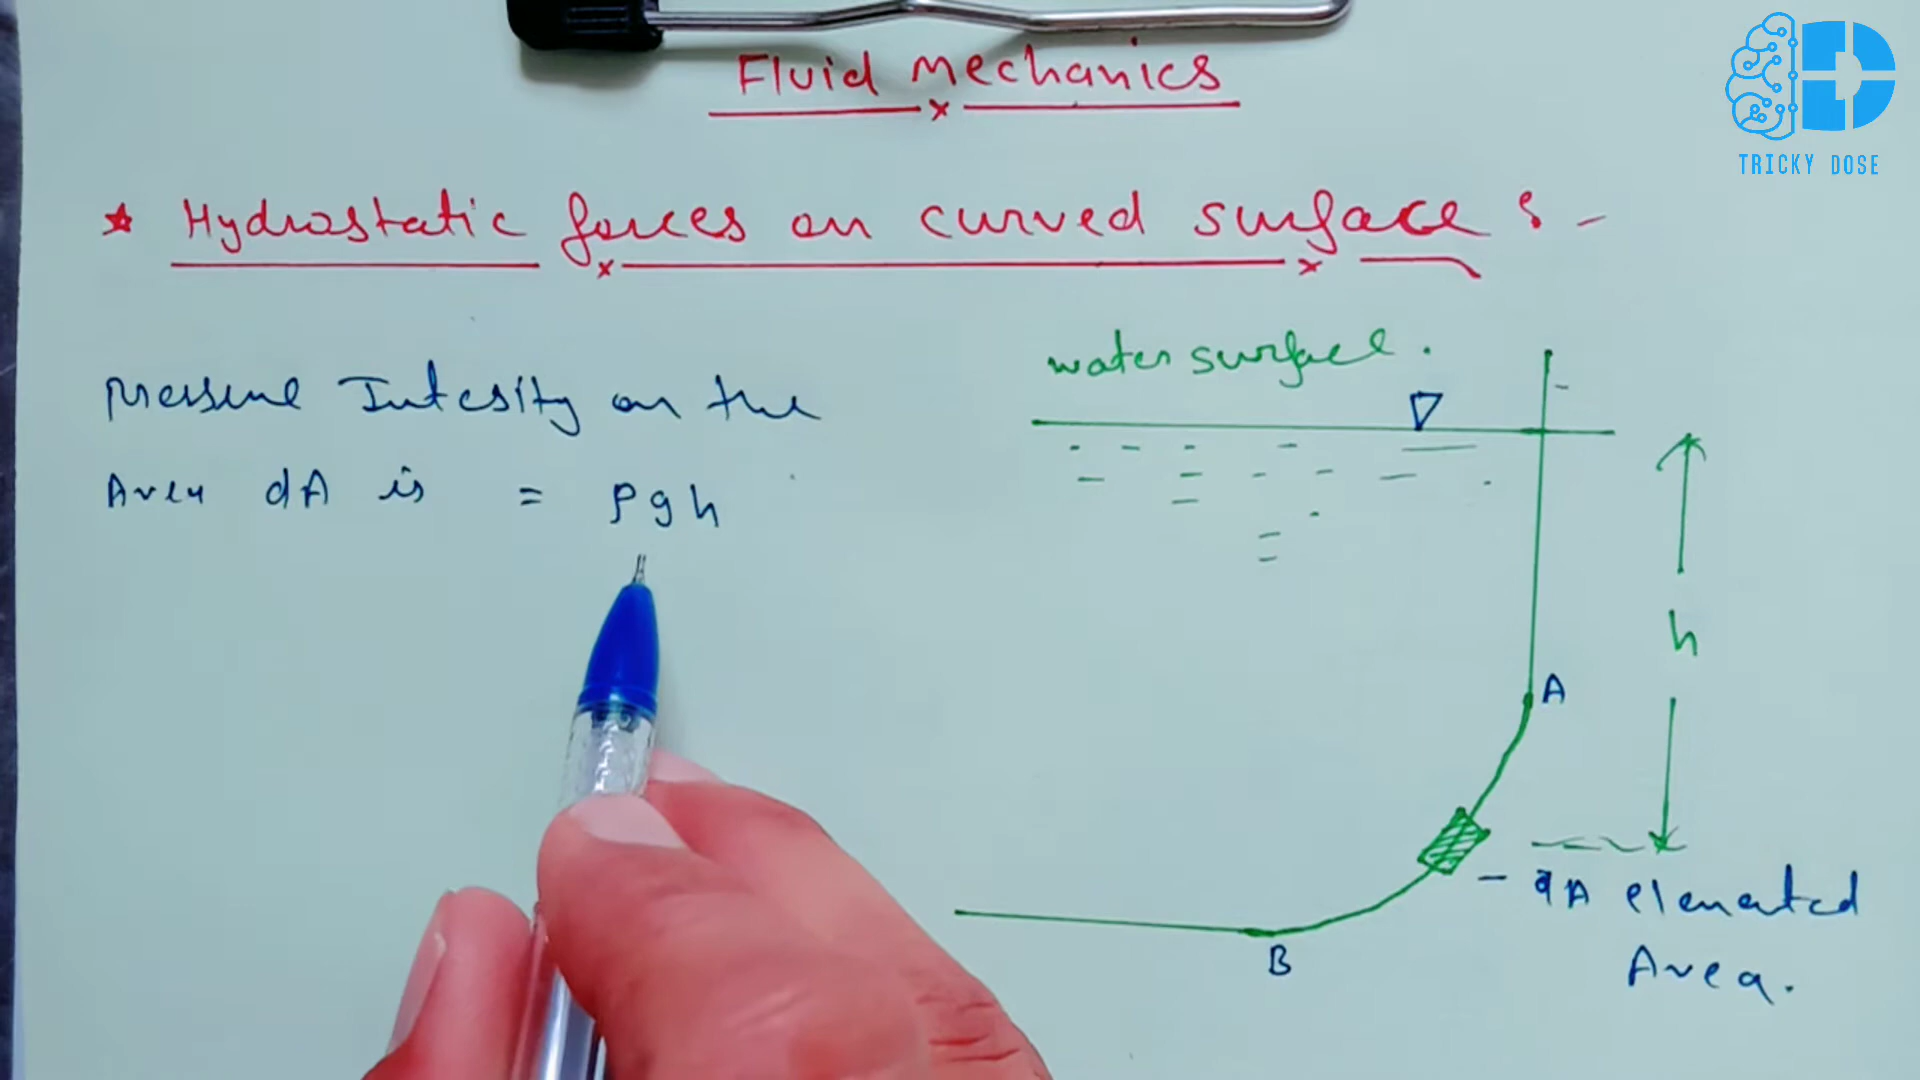 Fluid Mechanics
TRICKY DOSE
* Hydrostatic forces on curved surface :-
Pressure Intesity on the
Area dA is = ρgh
water surface.
h
A
- dA elemented
Area.
B